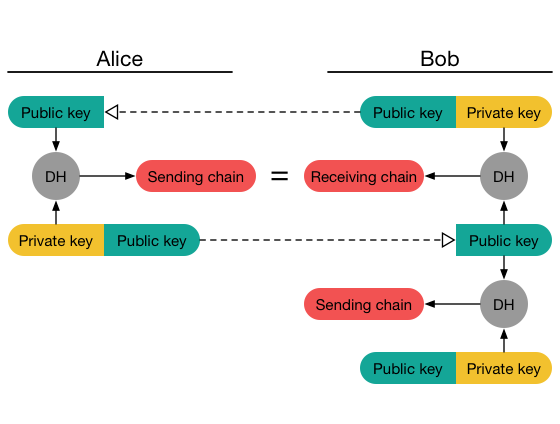 Alice
Bob
Public key
Public key
Private key
DH
Sending chain
=
Receiving chain
DH
Private key
Public key
Public key
Sending chain
DH
Public key
Private key